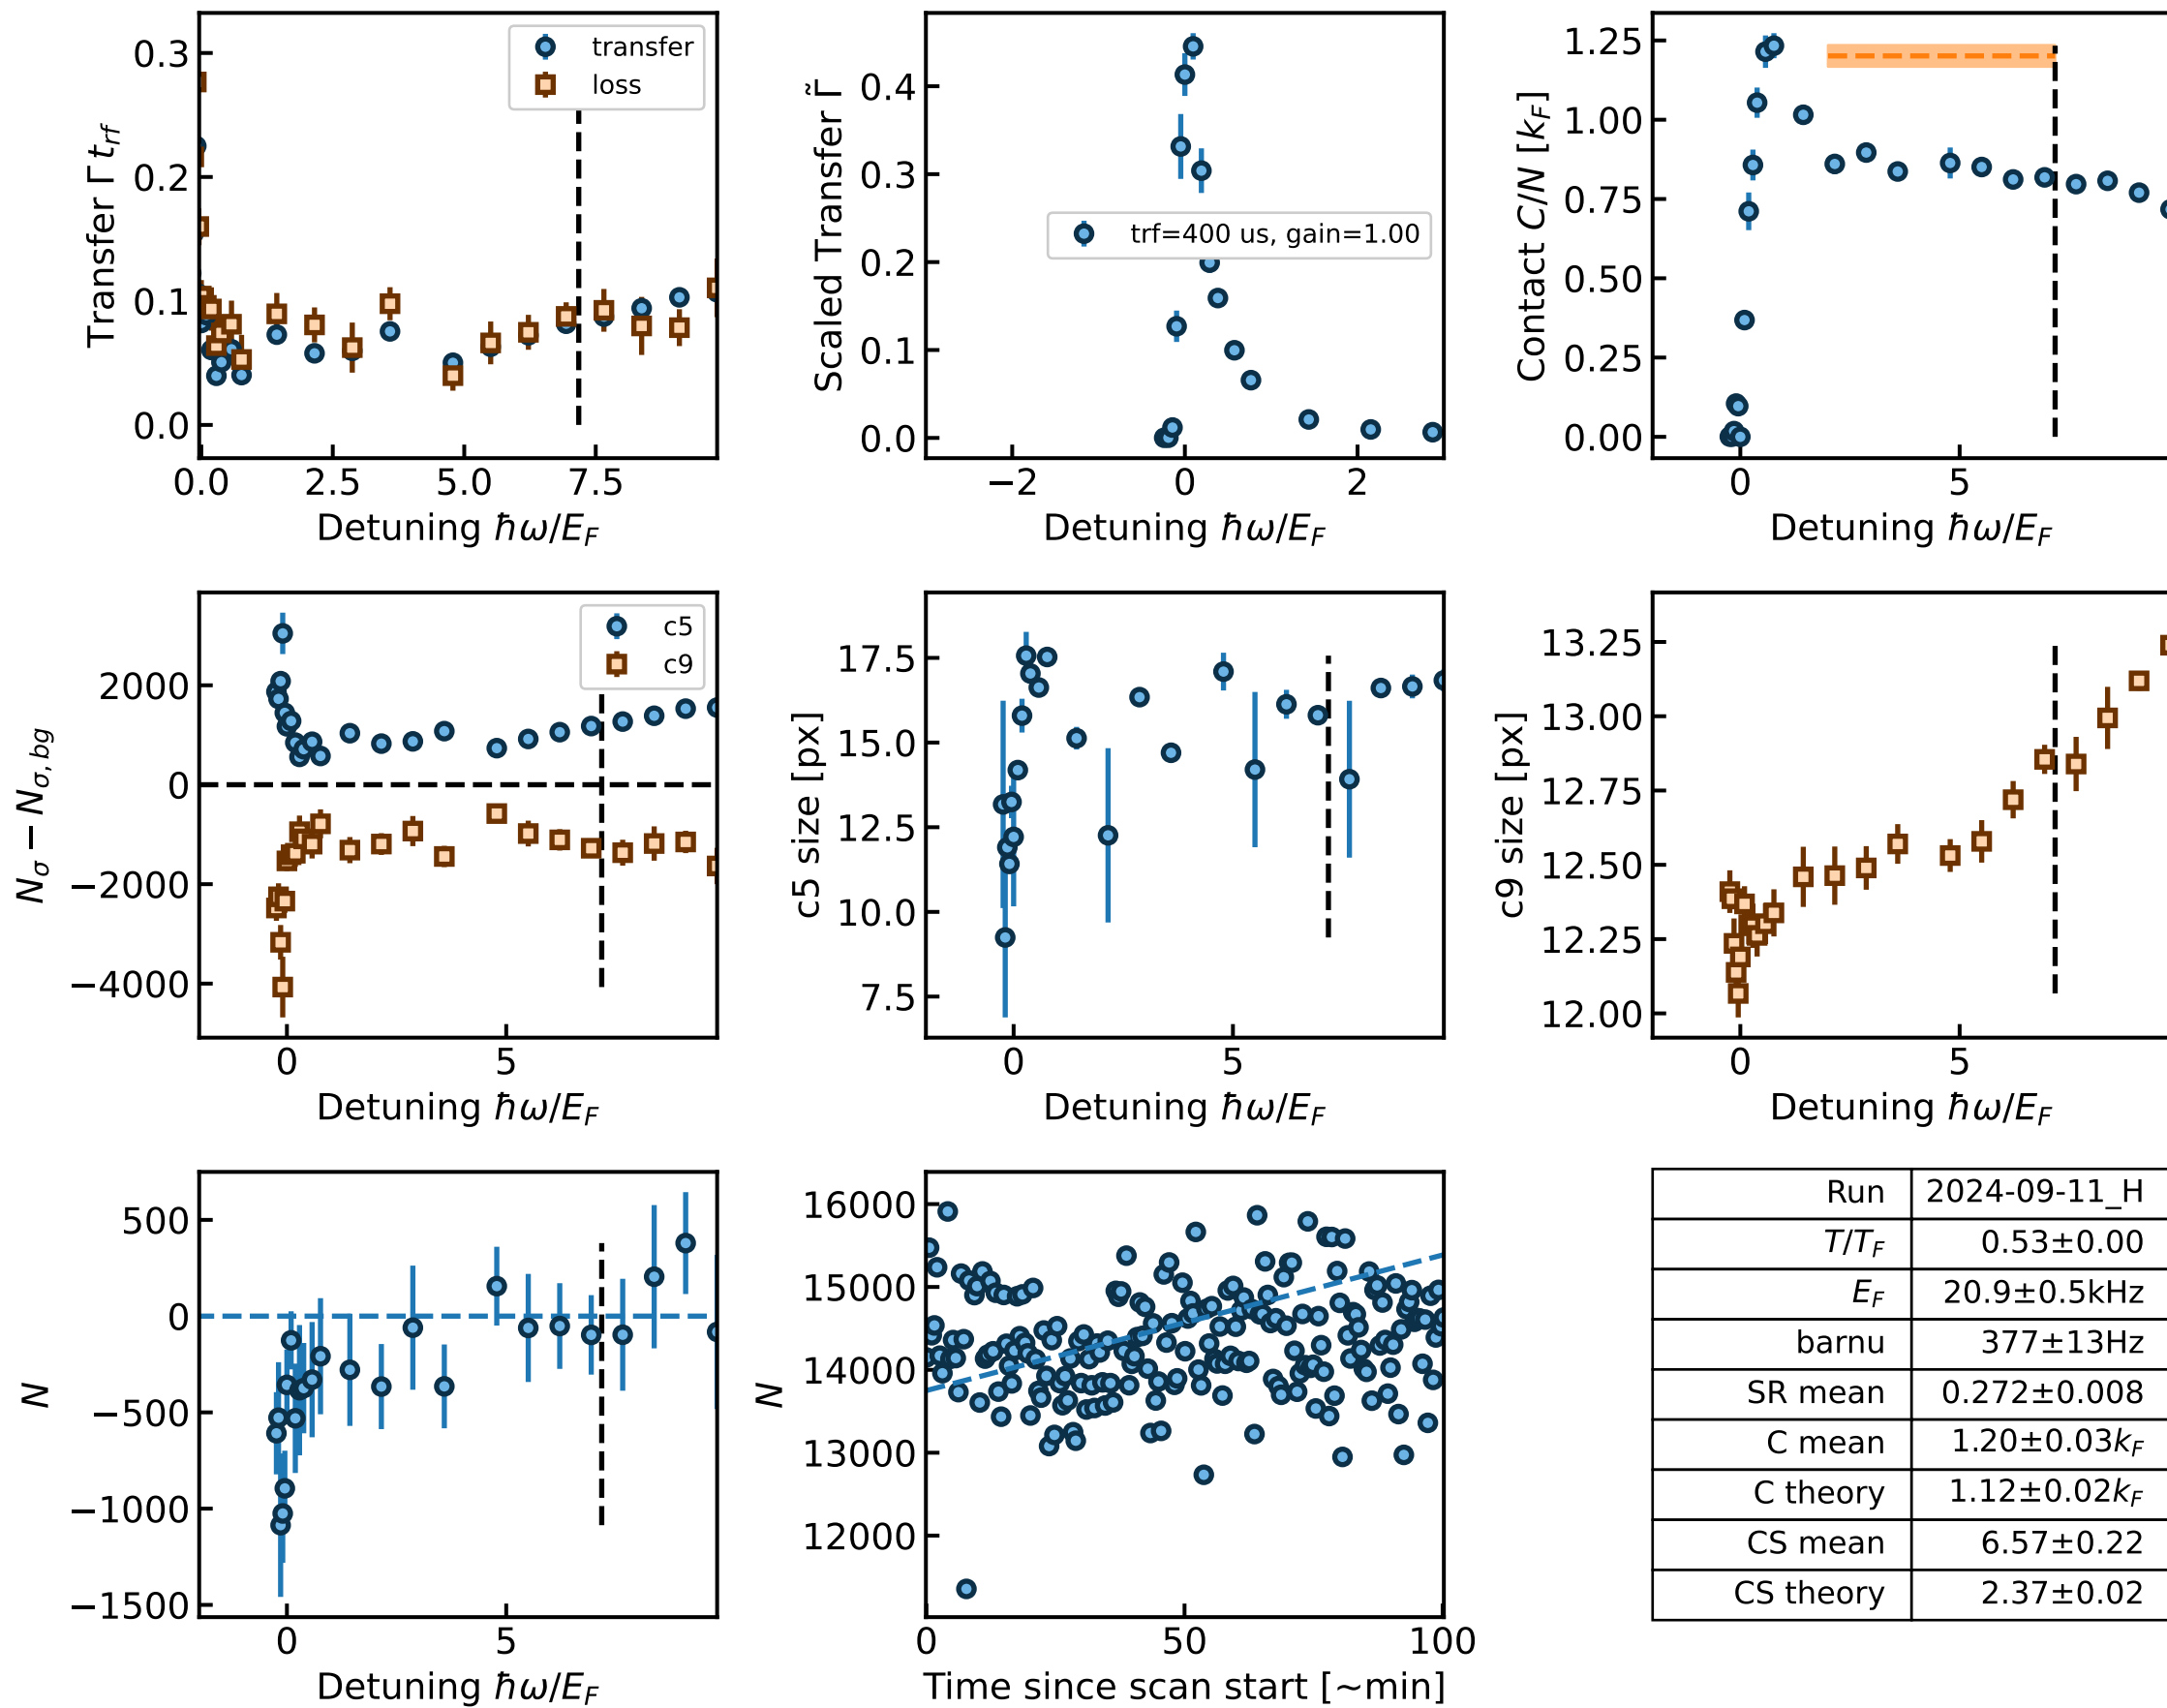 0.3
0.2
0.1
0.0
Transfer Γ t_rf
transfer
loss
0.0 2.5 5.0 7.5
Detuning ħω/E_F
0.4
0.3
0.2
0.1
0.0
Scaled Transfer Γ̃
trf=400 us, gain=1.00
−2 0 2
Detuning ħω/E_F
1.25
1.00
0.75
0.50
0.25
0.00
Contact C/N [k_F]
0 5
Detuning ħω/E_F
2000
0
−2000
−4000
N_σ − N_σ,bg
c5
c9
0 5
Detuning ħω/E_F
17.5
15.0
12.5
10.0
7.5
c5 size [px]
0 5
Detuning ħω/E_F
13.25
13.00
12.75
12.50
12.25
12.00
c9 size [px]
0 5
Detuning ħω/E_F
500
0
−500
−1000
−1500
N
0 5
Detuning ħω/E_F
16000
15000
14000
13000
12000
N
0 50 100
Time since scan start [~min]
Run 2024-09-11_H
T/T_F 0.53±0.00
E_F 20.9±0.5kHz
barnu 377±13Hz
SR mean 0.272±0.008
C mean 1.20±0.03k_F
C theory 1.12±0.02k_F
CS mean 6.57±0.22
CS theory 2.37±0.02